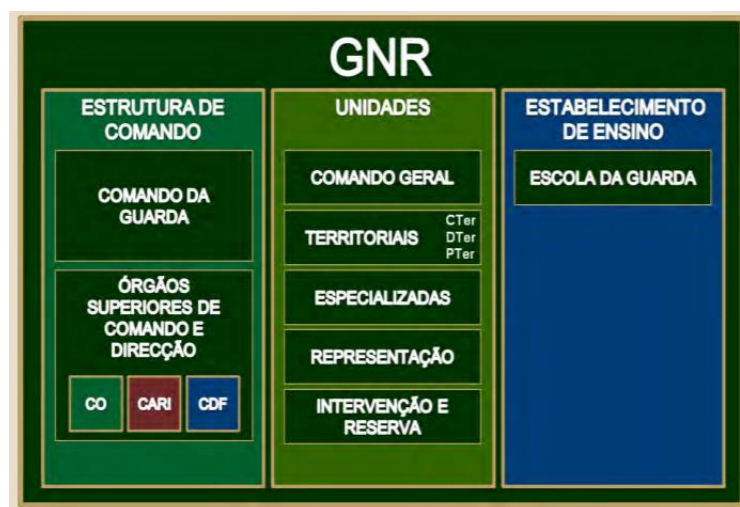 GNR
ESTRUTURA DE
COMANDO
COMANDO DA
GUARDA
ÓRGÃOS
SUPERIORES DE
COMANDO E
DIRECÇÃO
CO
CARI
CDF
UNIDADES
COMANDO GERAL
TERRITORIAIS
CTer
DTer
PTer
ESPECIALIZADAS
REPRESENTAÇÃO
INTERVENÇÃO E
RESERVA
ESTABELECIMENTO
DE ENSINO
ESCOLA DA GUARDA